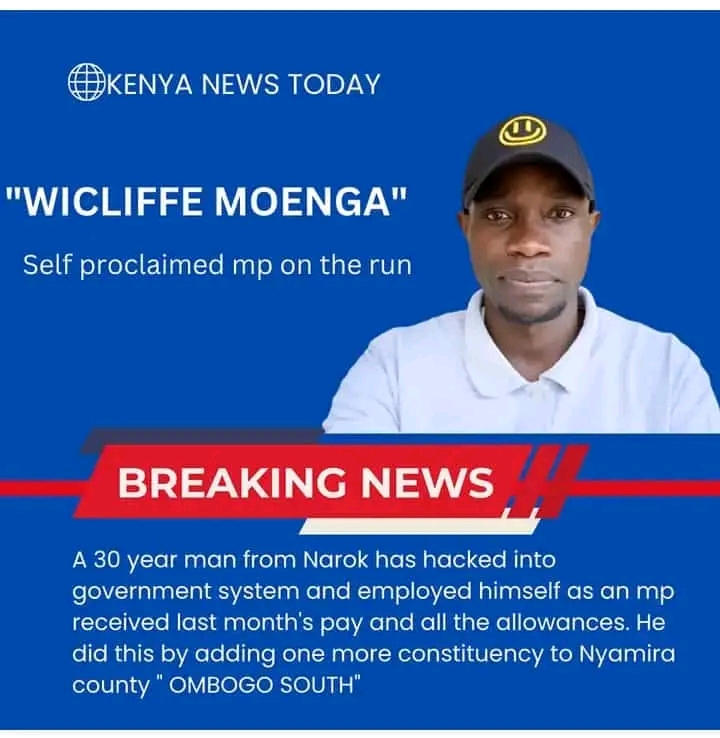 KENYA NEWS TODAY
"WICLIFFE MOENGA"
Self proclaimed mp on the run
BREAKING NEWS
A 30 year man from Narok has hacked into
government system and employed himself as an mp
received last month's pay and all the allowances. He
did this by adding one more constituency to Nyamira
county " OMBOGO SOUTH"